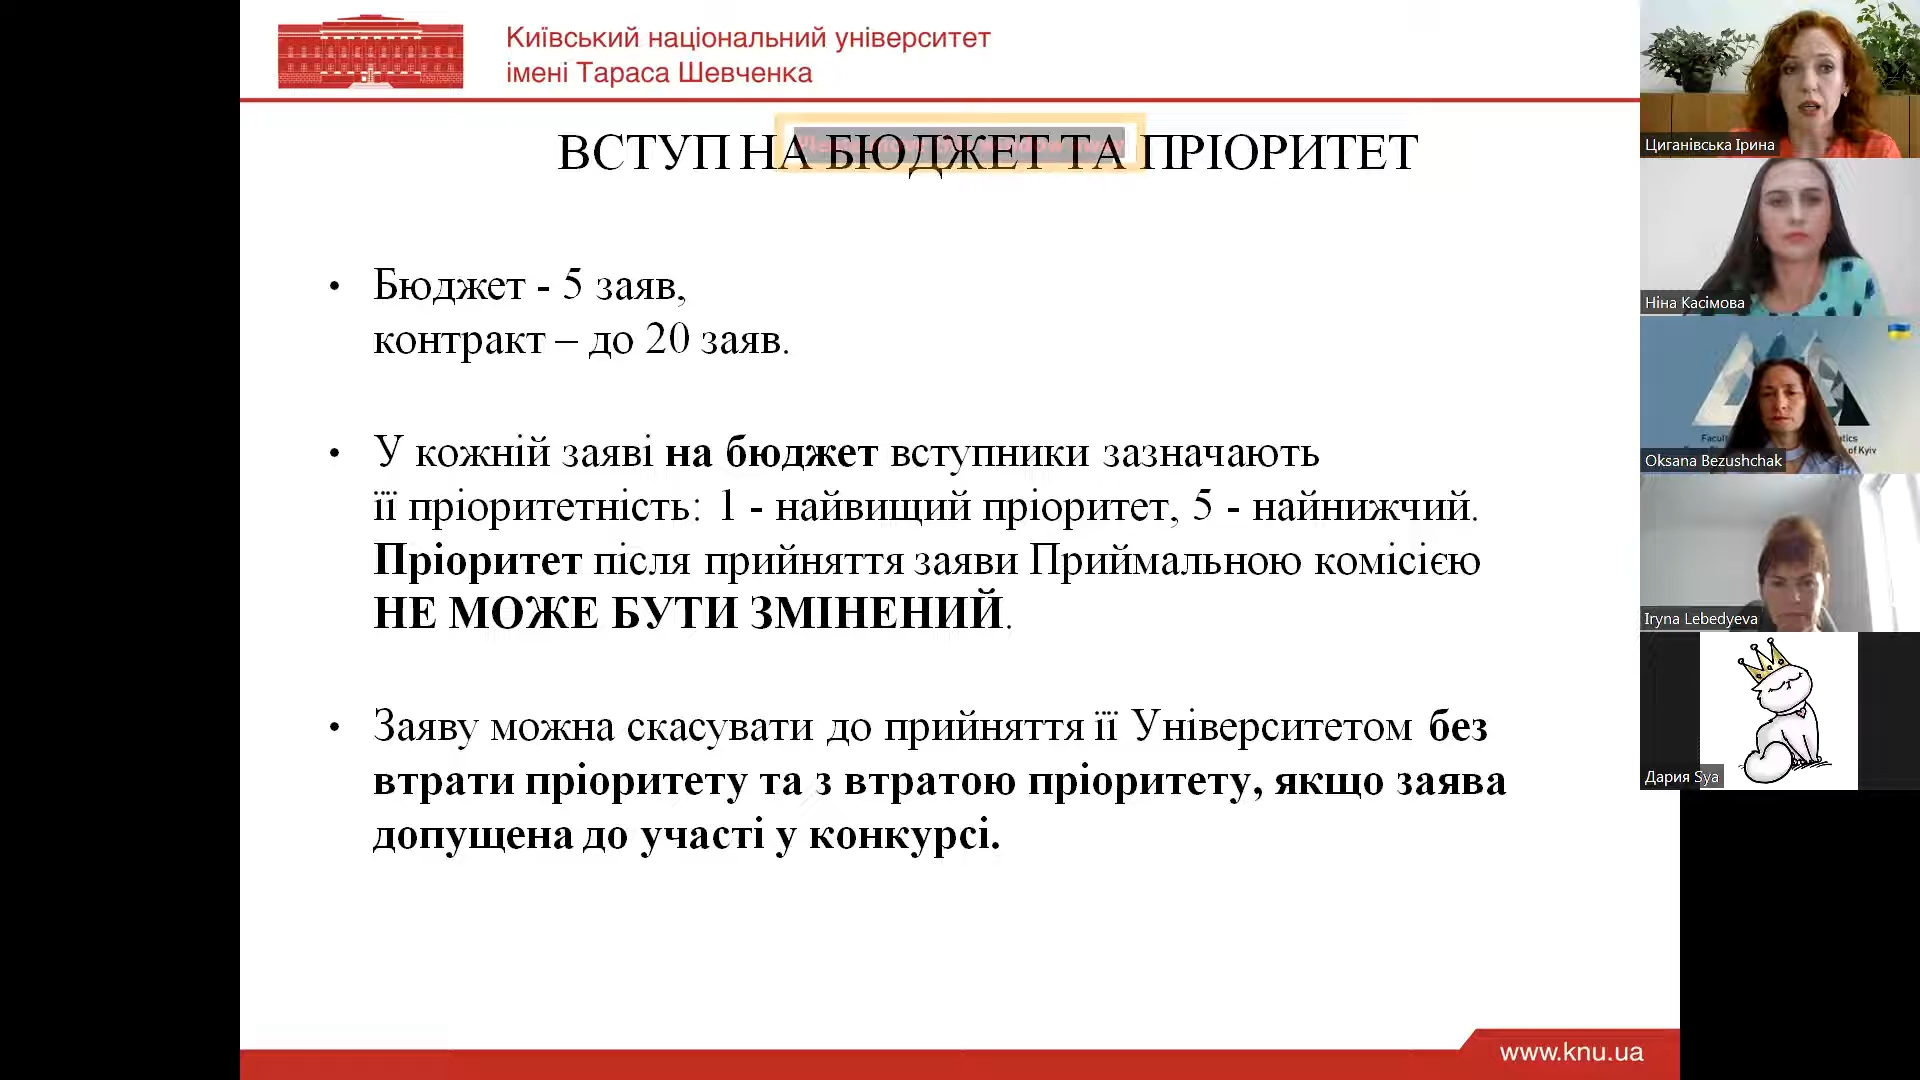 Київський національний університет
імені Тараса Шевченка
ВСТУП НА БЮДЖЕТ ТА ПРІОРИТЕТ
• Бюджет - 5 заяв,
контракт – до 20 заяв.
• У кожній заяві на бюджет вступники зазначають
її пріоритетність: 1 - найвищий пріоритет, 5 - найнижчий.
Пріоритет після прийняття заяви Приймальною комісією
НЕ МОЖЕ БУТИ ЗМІНЕНИЙ.
• Заяву можна скасувати до прийняття її Університетом без
втрати пріоритету та з втратою пріоритету, якщо заява
допущена до участі у конкурсі.
www.knu.ua
Циганівська Ірина
Ніна Касімова
of Kyiv
Oksana Bezushchak
Iryna Lebedyeva
Дария Sya